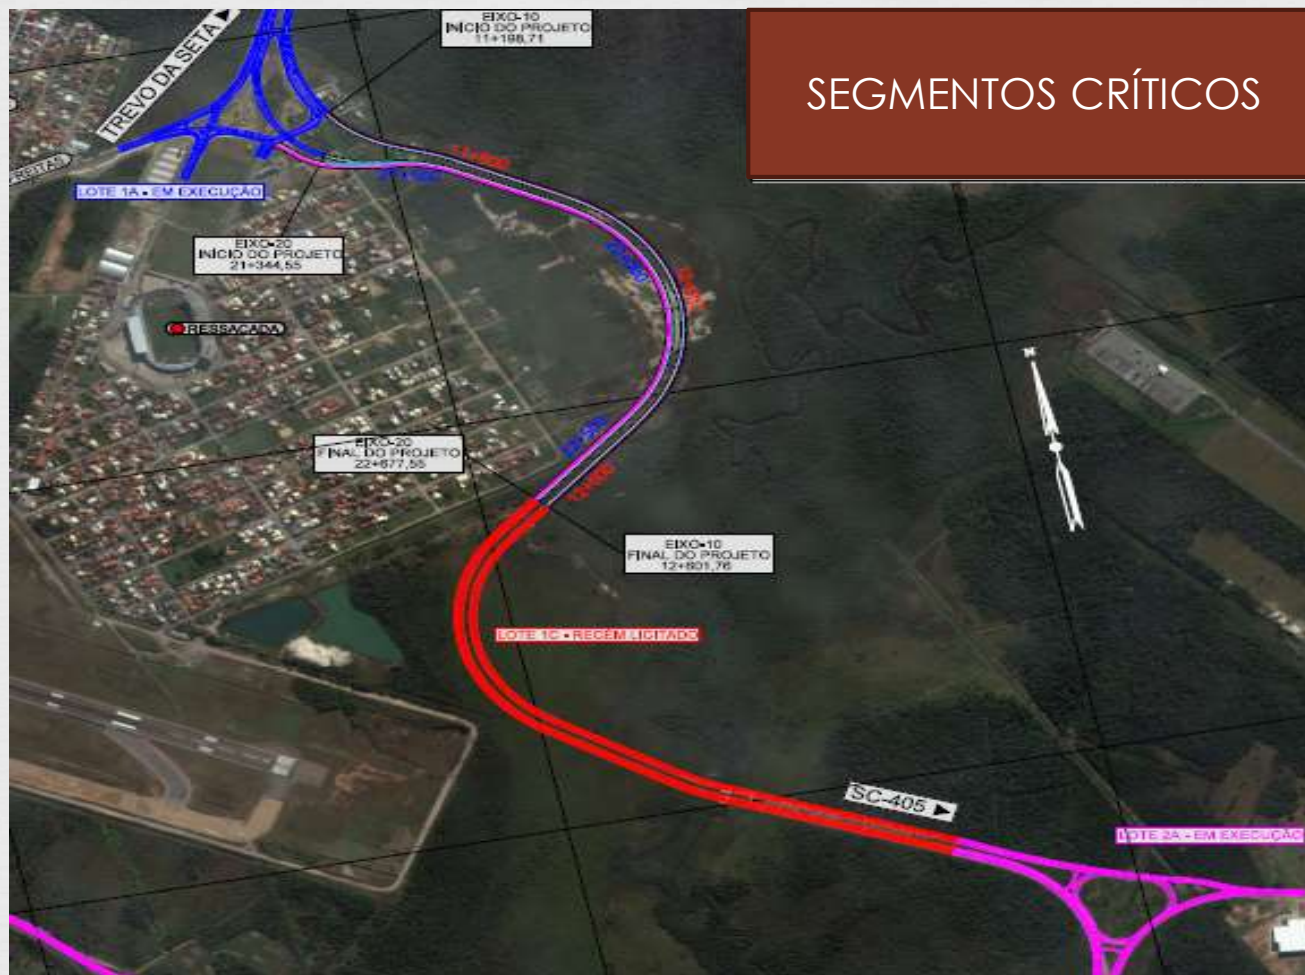 SEGMENTOS CRÍTICOS
EIXO-10
INÍCIO DO PROJETO
11+198,71
TREVO DA SETA
FREITAS
LOTE 1A - EM EXECUÇÃO
EIXO-20
INÍCIO DO PROJETO
21+344,55
RESSACADA
EIXO-20
FINAL DO PROJETO
22+677,55
EIXO-10
FINAL DO PROJETO
12+601,76
LOTE 1C - RECÉM LICITADO
SC-405
LOTE 2A - EM EXECUÇÃO
N